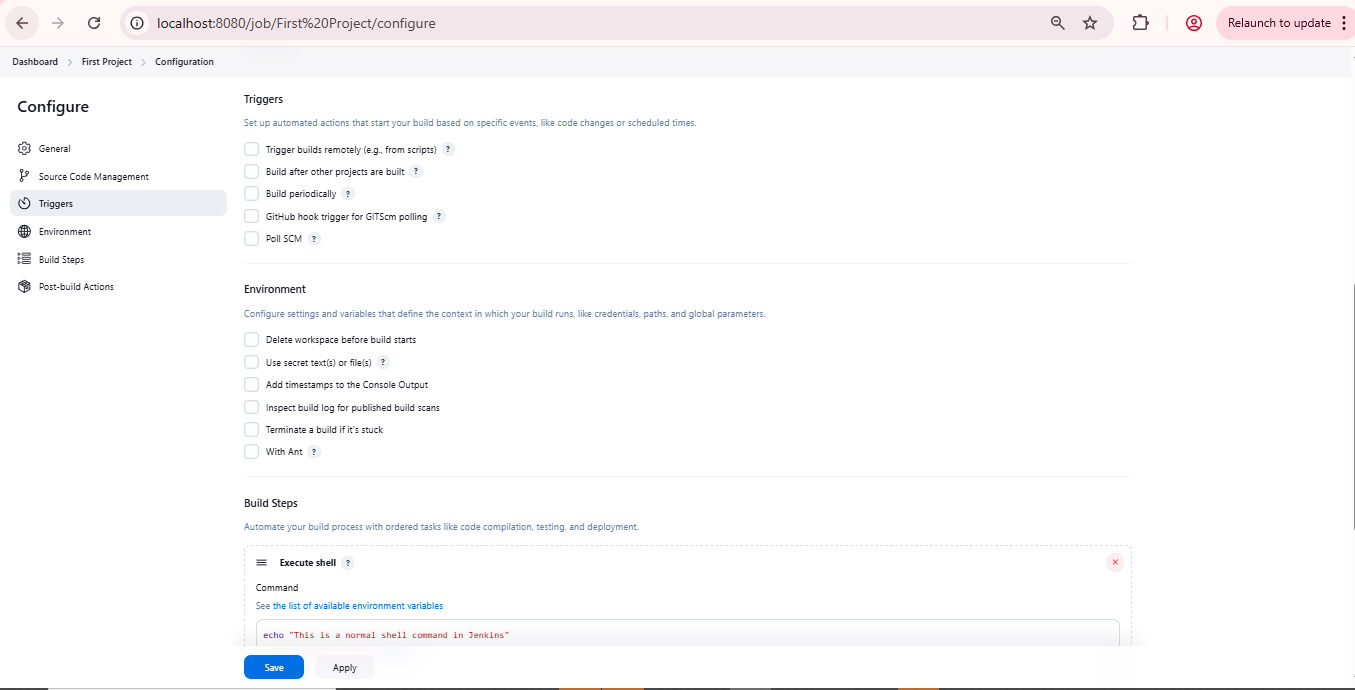 localhost:8080/job/First%20Project/configure
Relaunch to update
Dashboard > First Project > Configuration
Configure
General
Source Code Management
Triggers
Environment
Build Steps
Post-build Actions
Triggers
Set up automated actions that start your build based on specific events, like code changes or scheduled times.
Trigger builds remotely (e.g., from scripts) ?
Build after other projects are built ?
Build periodically ?
GitHub hook trigger for GITScm polling ?
Poll SCM ?
Environment
Configure settings and variables that define the context in which your build runs, like credentials, paths, and global parameters.
Delete workspace before build starts
Use secret text(s) or file(s) ?
Add timestamps to the Console Output
Inspect build log for published build scans
Terminate a build if it's stuck
With Ant ?
Build Steps
Automate your build process with ordered tasks like code compilation, testing, and deployment.
Execute shell ?
Command
See the list of available environment variables
echo "This is a normal shell command in Jenkins"
Save Apply